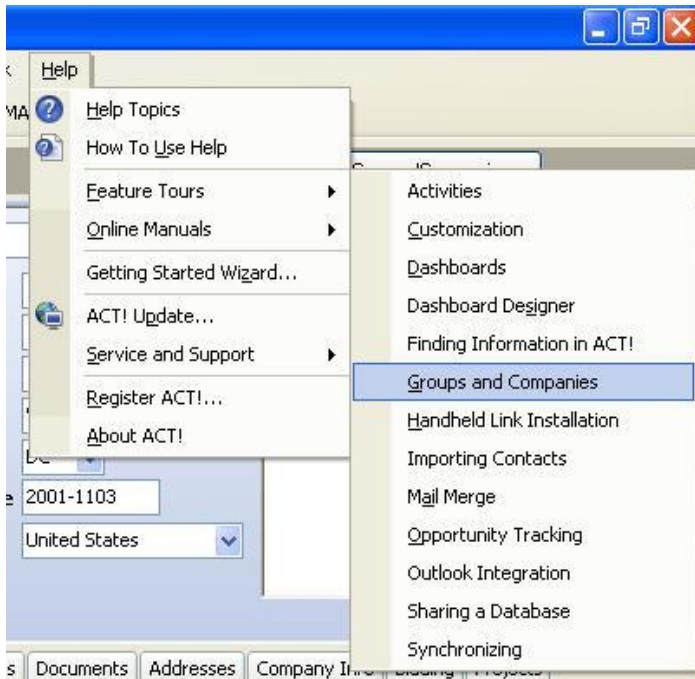 Help
Help Topics
How To Use Help
Feature Tours
Online Manuals
Getting Started Wizard...
ACT! Update...
Service and Support
Register ACT!...
About ACT!
Activities
Customization
Dashboards
Dashboard Designer
Finding Information in ACT!
Groups and Companies
Handheld Link Installation
Importing Contacts
Mail Merge
Opportunity Tracking
Outlook Integration
Sharing a Database
Synchronizing
2001-1103
United States
Documents Addresses Company